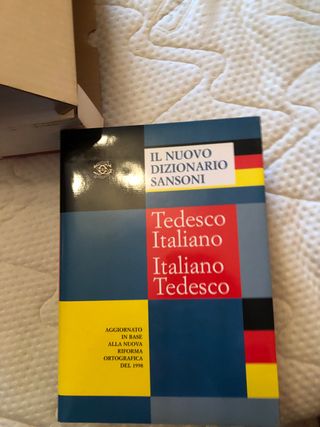 IL NUOVO
DIZIONARIO
SANSONI
Tedesco
Italiano
Italiano
Tedesco
AGGIORNATO
IN BASE
ALLA NUOVA
RIFORMA
ORTOGRAFICA
DEL 1998